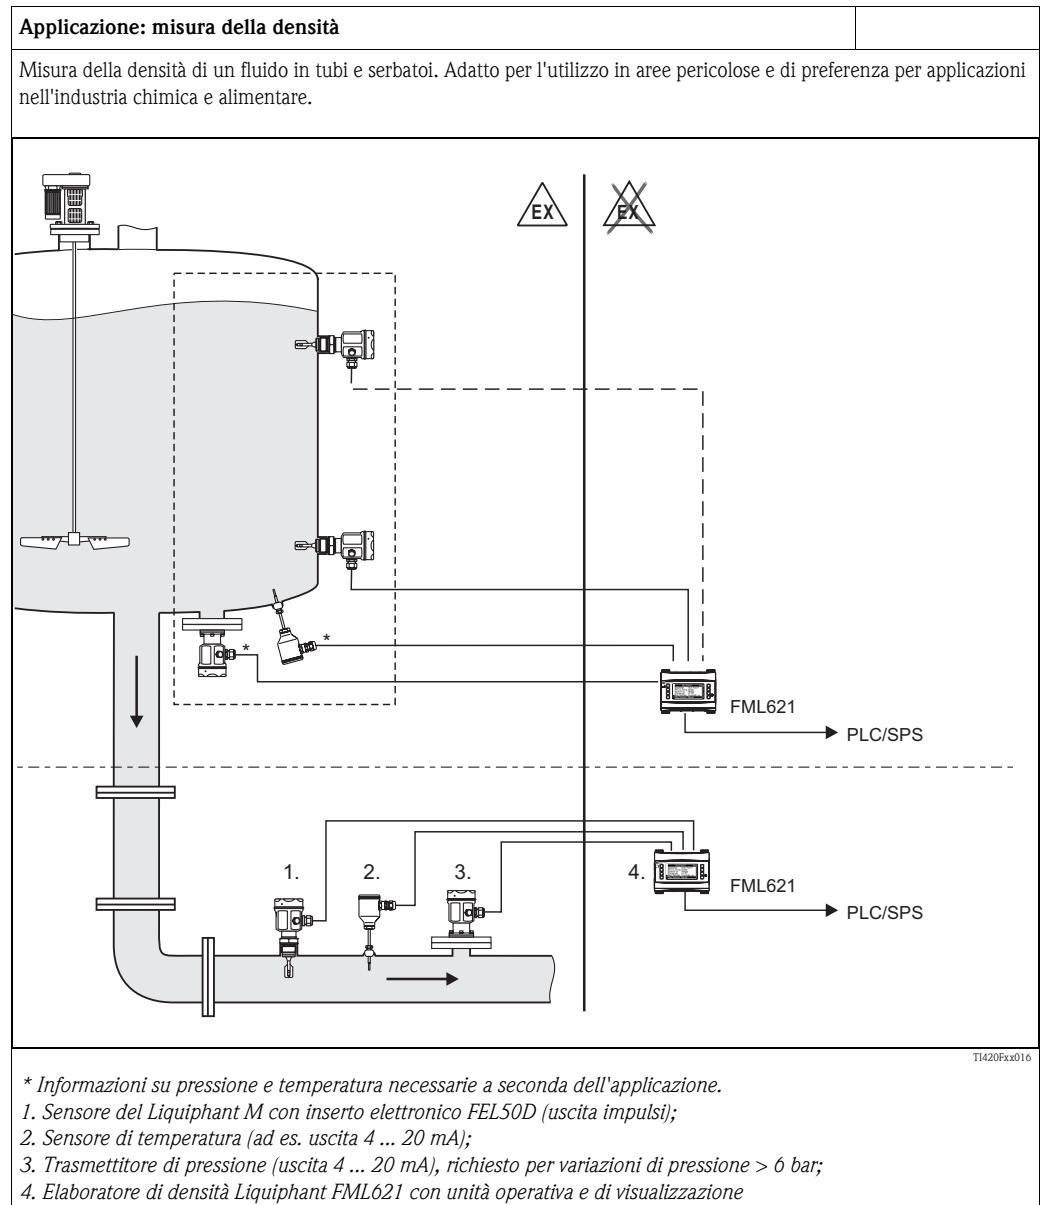 Applicazione: misura della densità
Misura della densità di un fluido in tubi e serbatoi. Adatto per l'utilizzo in aree pericolose e di preferenza per applicazioni
nell'industria chimica e alimentare.
EX
EX
*
*
FML621
PLC/SPS
1.
2.
3.
4.
FML621
PLC/SPS
TI420Fxx016
* Informazioni su pressione e temperatura necessarie a seconda dell'applicazione.
1. Sensore del Liquiphant M con inserto elettronico FEL50D (uscita impulsi);
2. Sensore di temperatura (ad es. uscita 4 ... 20 mA);
3. Trasmettitore di pressione (uscita 4 ... 20 mA), richiesto per variazioni di pressione > 6 bar;
4. Elaboratore di densità Liquiphant FML621 con unità operativa e di visualizzazione